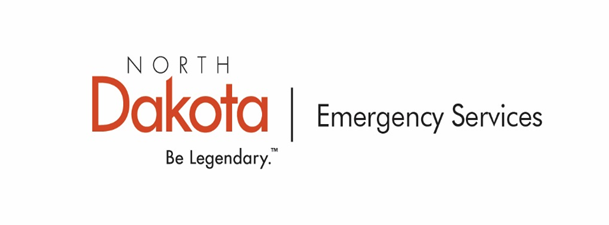 NORTH
Dakota | Emergency Services
Be Legendary.™